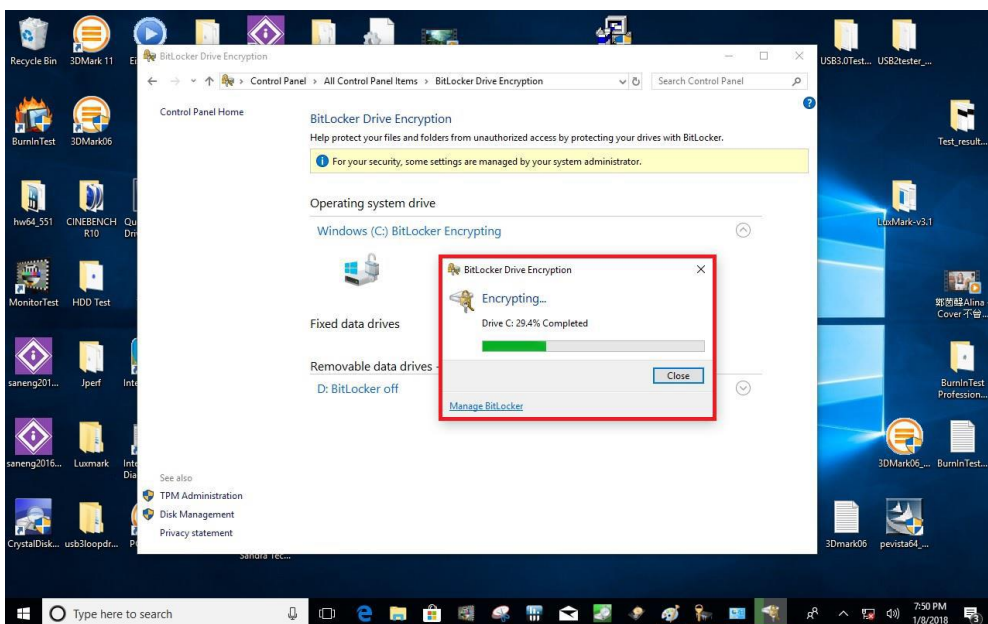 Recycle Bin
3DMark 11
BurnInTest
3DMark06
hw64_551
CINEBENCH
R10
MonitorTest
HDD Test
saneng201...
Jperf
saneng2016...
Luxmark
CrystalDisk...
usb3loopdr...
BitLocker Drive Encryption
Control Panel > All Control Panel Items > BitLocker Drive Encryption
Search Control Panel
Control Panel Home
BitLocker Drive Encryption
Help protect your files and folders from unauthorized access by protecting your drives with BitLocker.
For your security, some settings are managed by your system administrator.
Operating system drive
Windows (C:) BitLocker Encrypting
Fixed data drives
Removable data drives -
D: BitLocker off
BitLocker Drive Encryption
Encrypting...
Drive C: 29.4% Completed
Close
Manage BitLocker
See also
TPM Administration
Disk Management
Privacy statement
USB3.0Test...
USB2tester_...
Test_result...
LuxMark-v3.1
Cover
BurnInTest
Profession...
3DMark06_...
BurnInTest...
3Dmark06
pevista64_...
Type here to search
7:50 PM
1/8/2018